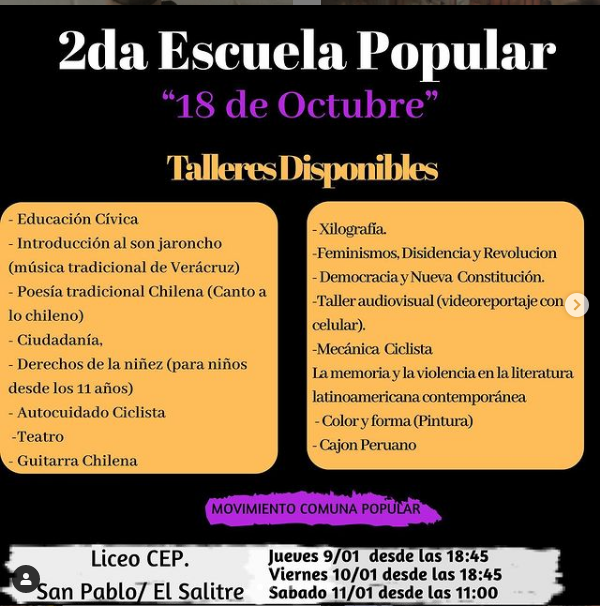 2da Escuela Popular
“18 de Octubre”
Talleres Disponibles
- Educación Cívica
- Introducción al son jaroncho
(música tradicional de Verácruz)
- Poesía tradicional Chilena (Canto a
lo chileno)
- Ciudadanía,
- Derechos de la niñez (para niños
desde los 11 años)
- Autocuidado Ciclista
-Teatro
- Guitarra Chilena
- Xilografía.
-Feminismos, Disidencia y Revolucion
- Democracia y Nueva Constitución.
-Taller audiovisual (videoreportaje con
celular).
-Mecánica Ciclista
La memoria y la violencia en la literatura
latinoamericana contemporánea
- Color y forma (Pintura)
- Cajon Peruano
MOVIMIENTO COMUNA POPULAR
Liceo CEP.
San Pablo/ El Salitre
Jueves 9/01 desde las 18:45
Viernes 10/01 desde las 18:45
Sabado 11/01 desde las 11:00